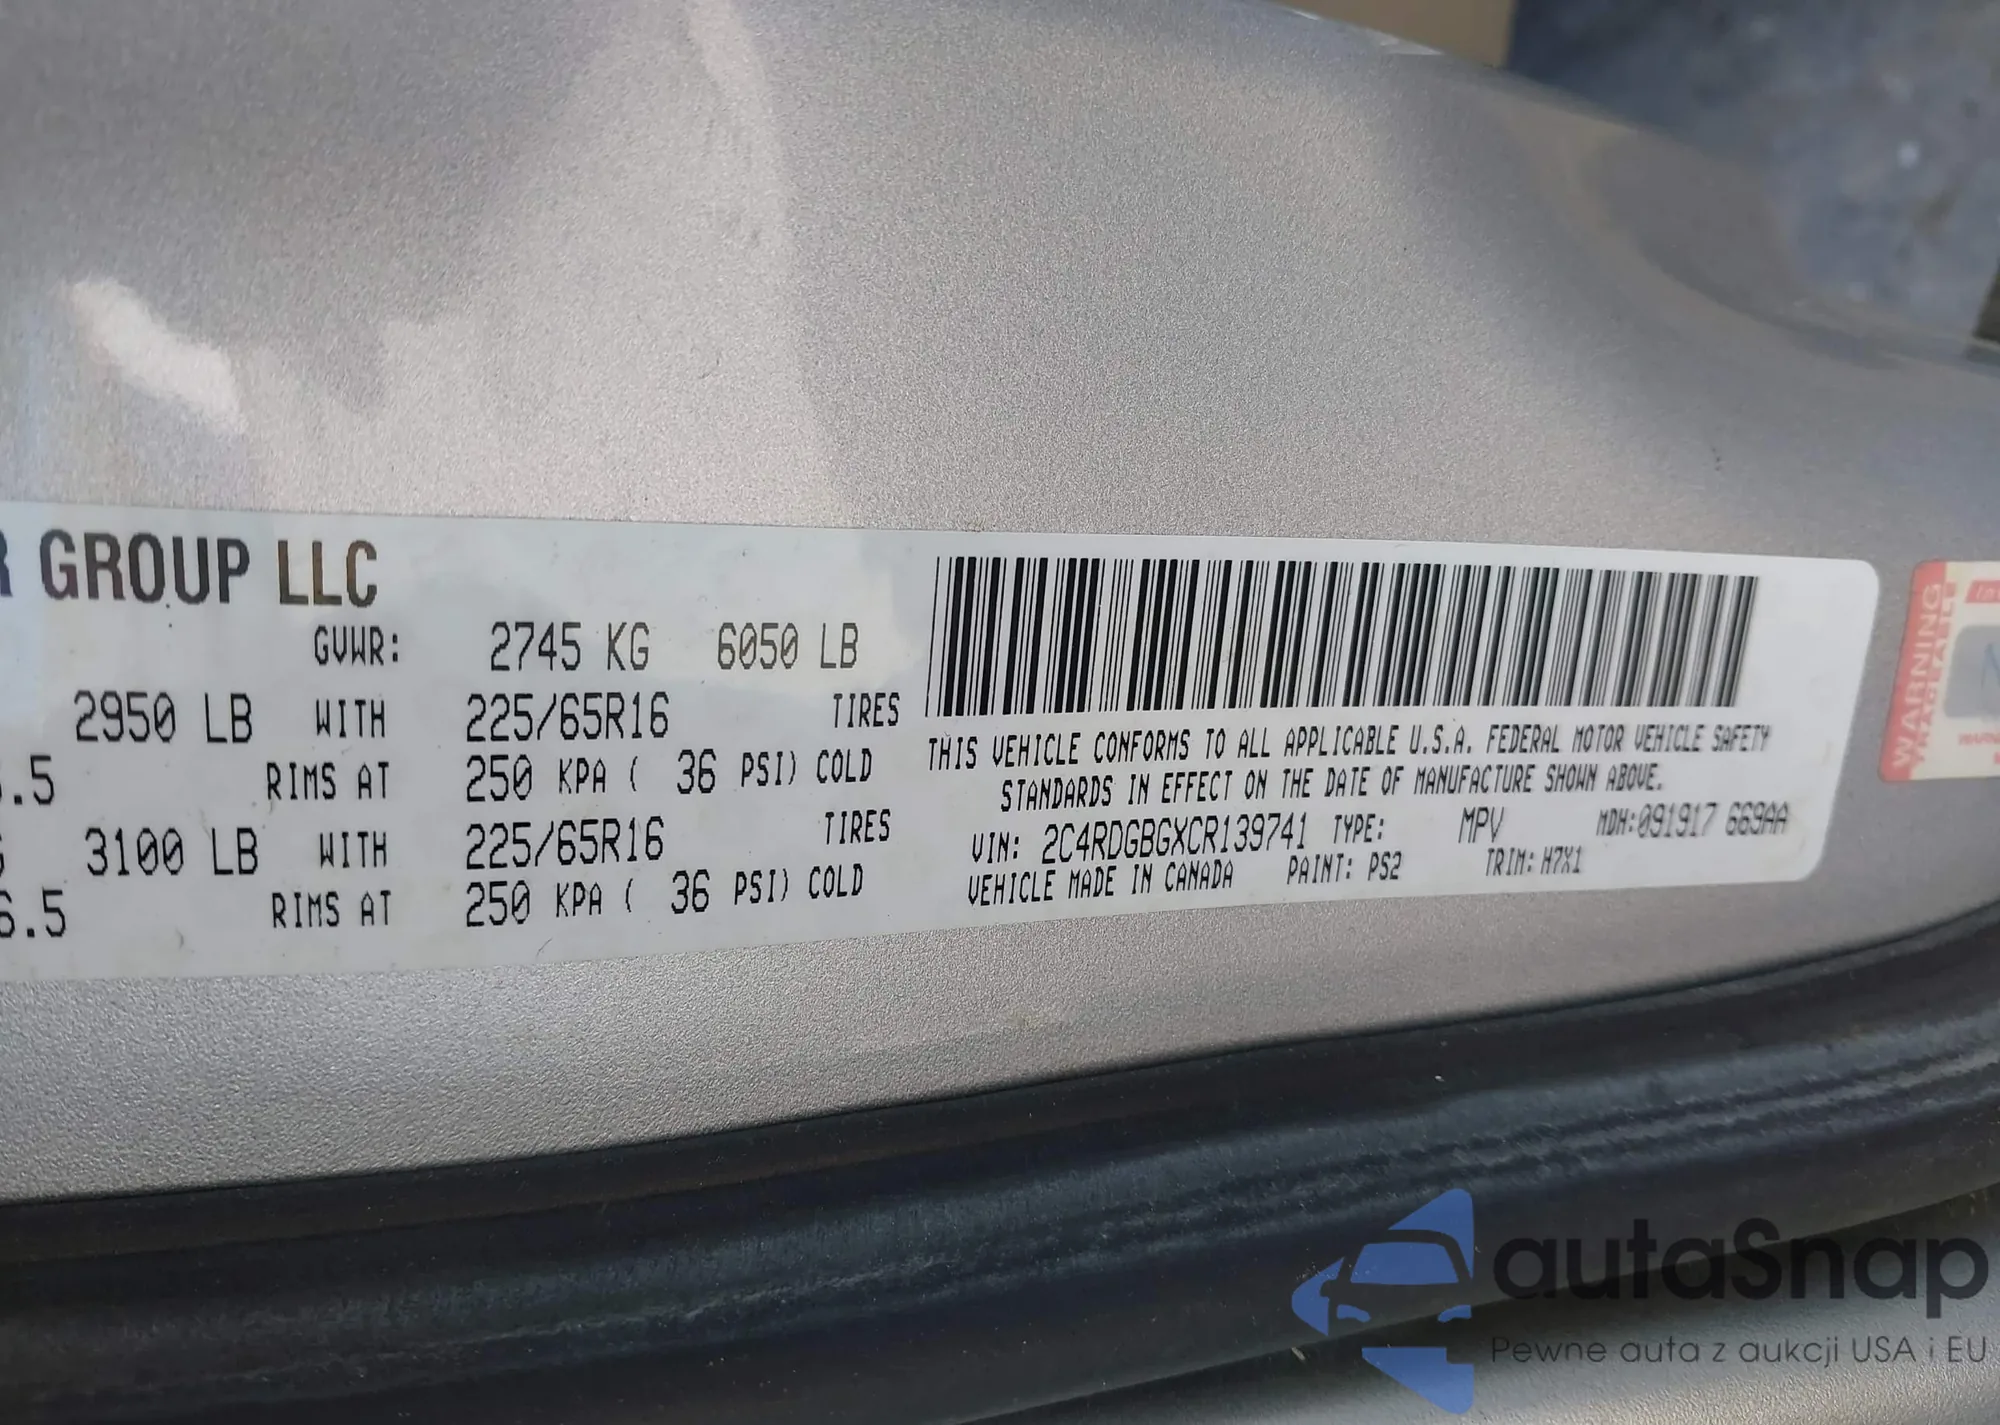 GROUP LLC
GVWR: 2745 KG 6050 LB
2950 LB WITH 225/65R16 TIRES
.5 RIMS AT 250 KPA ( 36 PSI) COLD
3100 LB WITH 225/65R16 TIRES
6.5 RIMS AT 250 KPA ( 36 PSI) COLD
THIS VEHICLE CONFORMS TO ALL APPLICABLE U.S.A. FEDERAL MOTOR VEHICLE SAFETY
STANDARDS IN EFFECT ON THE DATE OF MANUFACTURE SHOWN ABOVE.
VIN: 2C4RDGBGXCR139741 TYPE: MPV MDH:091917 669AA
VEHICLE MADE IN CANADA PAINT: PS2 TRIM: H7X1
WARNING
autaSnap
Pewne auta z aukcji USA i EU